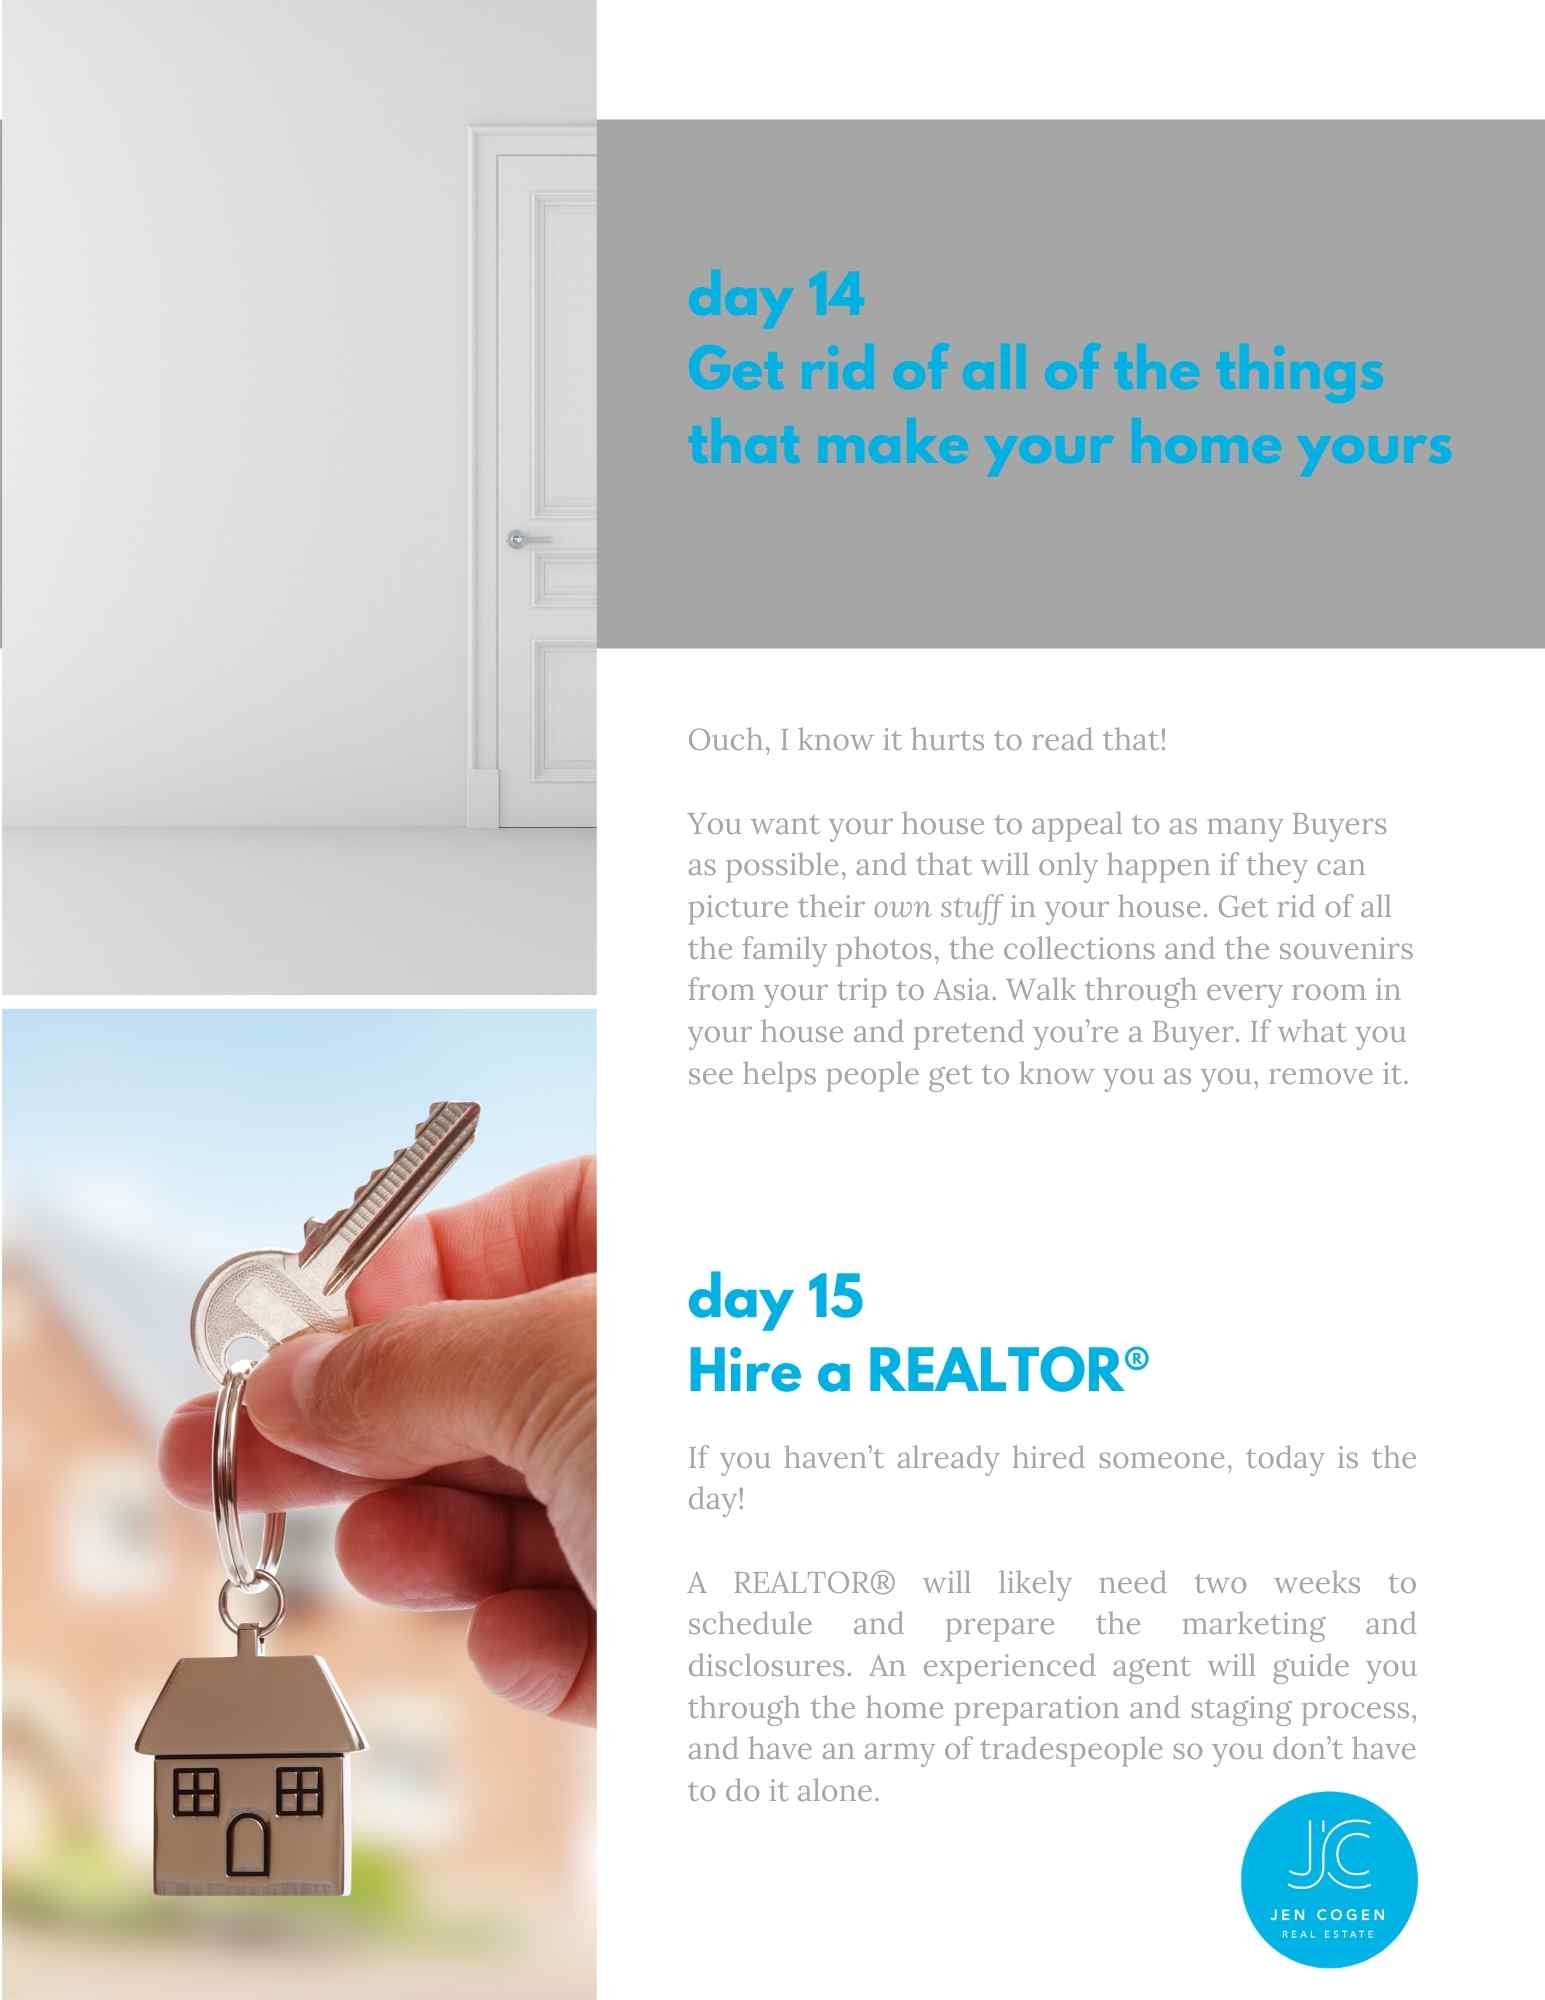 day 14
Get rid of all of the things
that make your home yours
Ouch, I know it hurts to read that!
You want your house to appeal to as many Buyers
as possible, and that will only happen if they can
picture their own stuff in your house. Get rid of all
the family photos, the collections and the souvenirs
from your trip to Asia. Walk through every room in
your house and pretend you’re a Buyer. If what you
see helps people get to know you as you, remove it.
day 15
Hire a REALTOR®
If you haven’t already hired someone, today is the
day!
A REALTOR® will likely need two weeks to
schedule and prepare the marketing and
disclosures. An experienced agent will guide you
through the home preparation and staging process,
and have an army of tradespeople so you don’t have
to do it alone.
JC
JEN COGEN
REAL ESTATE